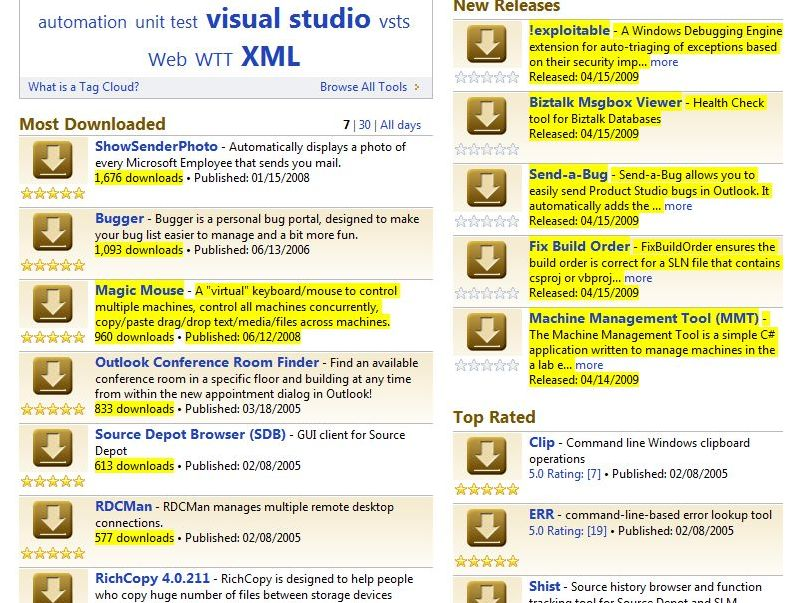 automation unit test visual studio vsts
Web WTT XML
What is a Tag Cloud? Browse All Tools
Most Downloaded 7 | 30 | All days
ShowSenderPhoto - Automatically displays a photo of
every Microsoft Employee that sends you mail.
1,676 downloads • Published: 01/15/2008
Bugger - Bugger is a personal bug portal, designed to make
your bug list easier to manage and a bit more fun.
1,093 downloads • Published: 06/13/2006
Magic Mouse - A "virtual" keyboard/mouse to control
multiple machines, control all machines concurrently,
copy/paste drag/drop text/media/files across machines.
960 downloads • Published: 06/12/2008
Outlook Conference Room Finder - Find an available
conference room in a specific floor and building at any time
from within the new appointment dialog in Outlook!
833 downloads • Published: 03/18/2005
Source Depot Browser (SDB) - GUI client for Source
Depot
613 downloads • Published: 02/08/2005
RDCMan - RDCMan manages multiple remote desktop
connections.
577 downloads • Published: 02/08/2005
RichCopy 4.0.211 - RichCopy is designed to help people
who copy huge number of files between storage devices
New Releases
!exploitable - A Windows Debugging Engine
extension for auto-triaging of exceptions based
on their security imp... more
Released: 04/15/2009
Biztalk Msgbox Viewer - Health Check
tool for Biztalk Databases
Released: 04/15/2009
Send-a-Bug - Send-a-Bug allows you to
easily send Product Studio bugs in Outlook. It
automatically adds the ... more
Released: 04/15/2009
Fix Build Order - FixBuildOrder ensures the
build order is correct for a SLN file that contains
csproj or vbproj... more
Released: 04/15/2009
Machine Management Tool (MMT) -
The Machine Management Tool is a simple C#
application written to manage machines in the
a lab e... more
Released: 04/14/2009
Top Rated
Clip - Command line Windows clipboard
operations
5.0 Rating: [7] • Published: 02/08/2005
ERR - command-line-based error lookup tool
5.0 Rating: [19] • Published: 02/08/2005
Shist - Source history browser and function
tracking tool for Source Depot and SLM